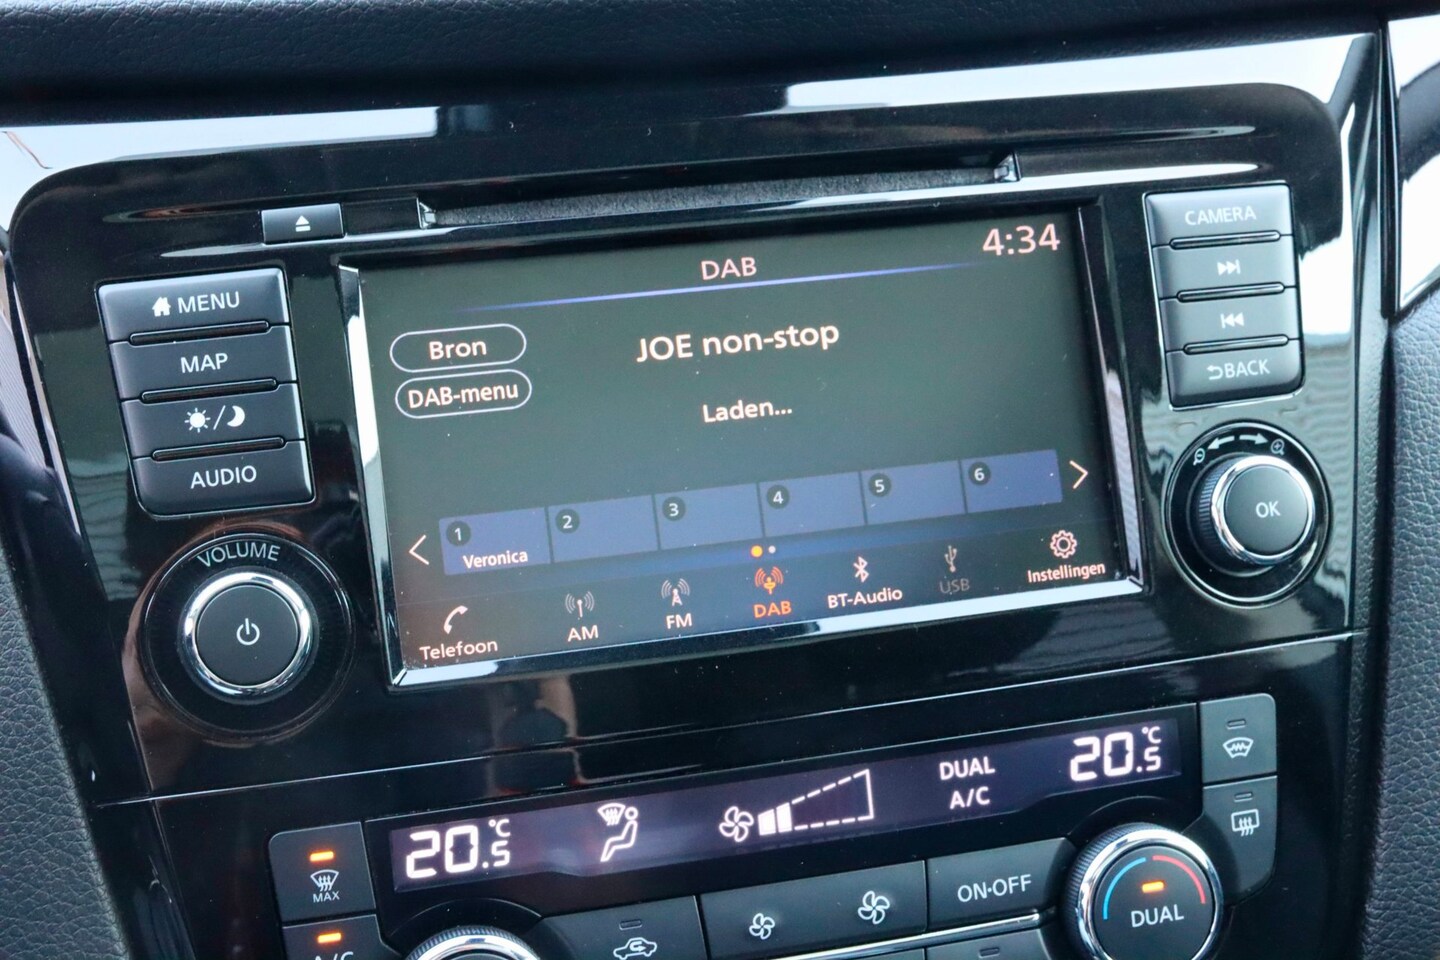 4:34
DAB
CAMERA
MENU
MAP
AUDIO
BACK
Bron
DAB-menu
JOE non-stop
Laden...
1
2
3
4
5
6
Veronica
VOLUME
OK
Telefoon
AM
FM
DAB
BT-Audio
USB
Instellingen
20.5 °C
DUAL
A/C
20.5 °C
MAX
ON·OFF
DUAL
A/C